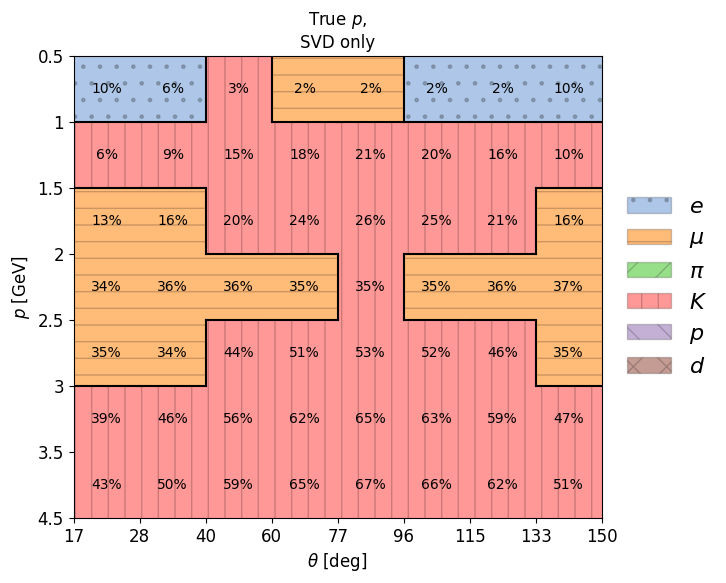 True p,
SVD only
0.5
10% 6% 3% 2% 2% 2% 2% 10%
1
6% 9% 15% 18% 21% 20% 16% 10%
1.5
13% 16% 20% 24% 26% 25% 21% 16%
2
34% 36% 36% 35% 35% 35% 36% 37%
2.5
35% 34% 44% 51% 53% 52% 46% 35%
3
39% 46% 56% 62% 65% 63% 59% 47%
3.5
43% 50% 59% 65% 67% 66% 62% 51%
4.5
17 28 40 60 77 96 115 133 150
θ [deg]
p [GeV]
e
μ
π
K
p
d